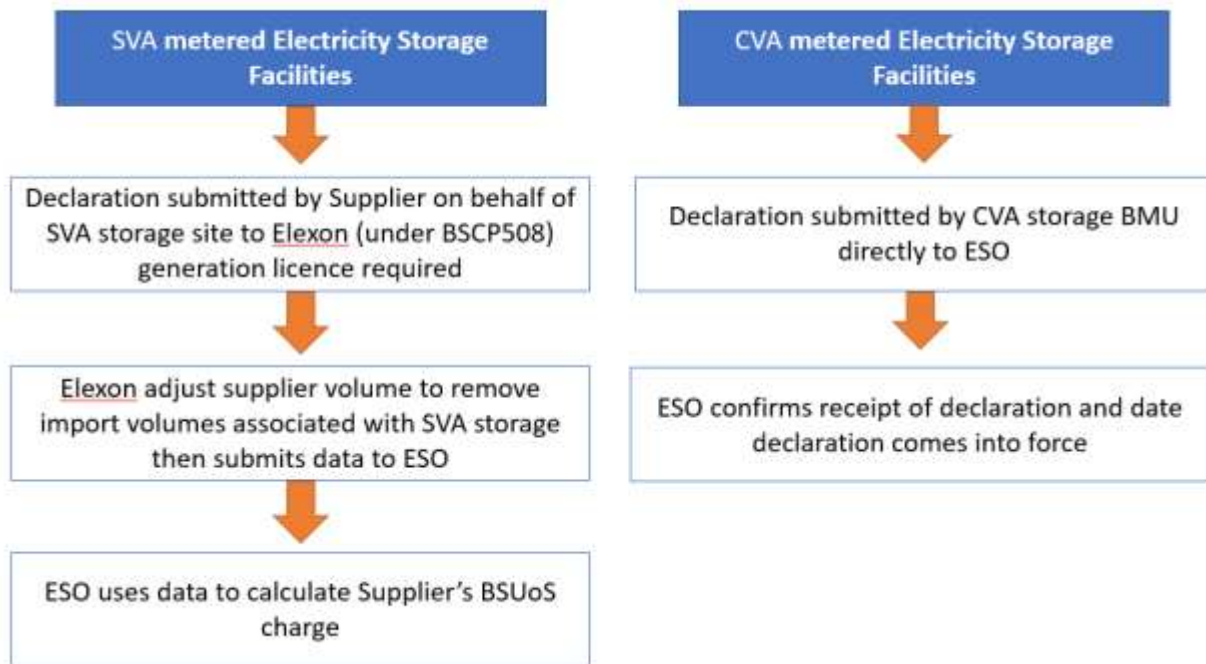 SVA metered Electricity Storage
Facilities
Declaration submitted by Supplier on behalf of
SVA storage site to Elexon (under BSCP508)
generation licence required
Elexon adjust supplier volume to remove
import volumes associated with SVA storage
then submits data to ESO
ESO uses data to calculate Supplier's BSUoS
charge
CVA metered Electricity Storage
Facilities
Declaration submitted by CVA storage BMU
directly to ESO
ESO confirms receipt of declaration and date
declaration comes into force